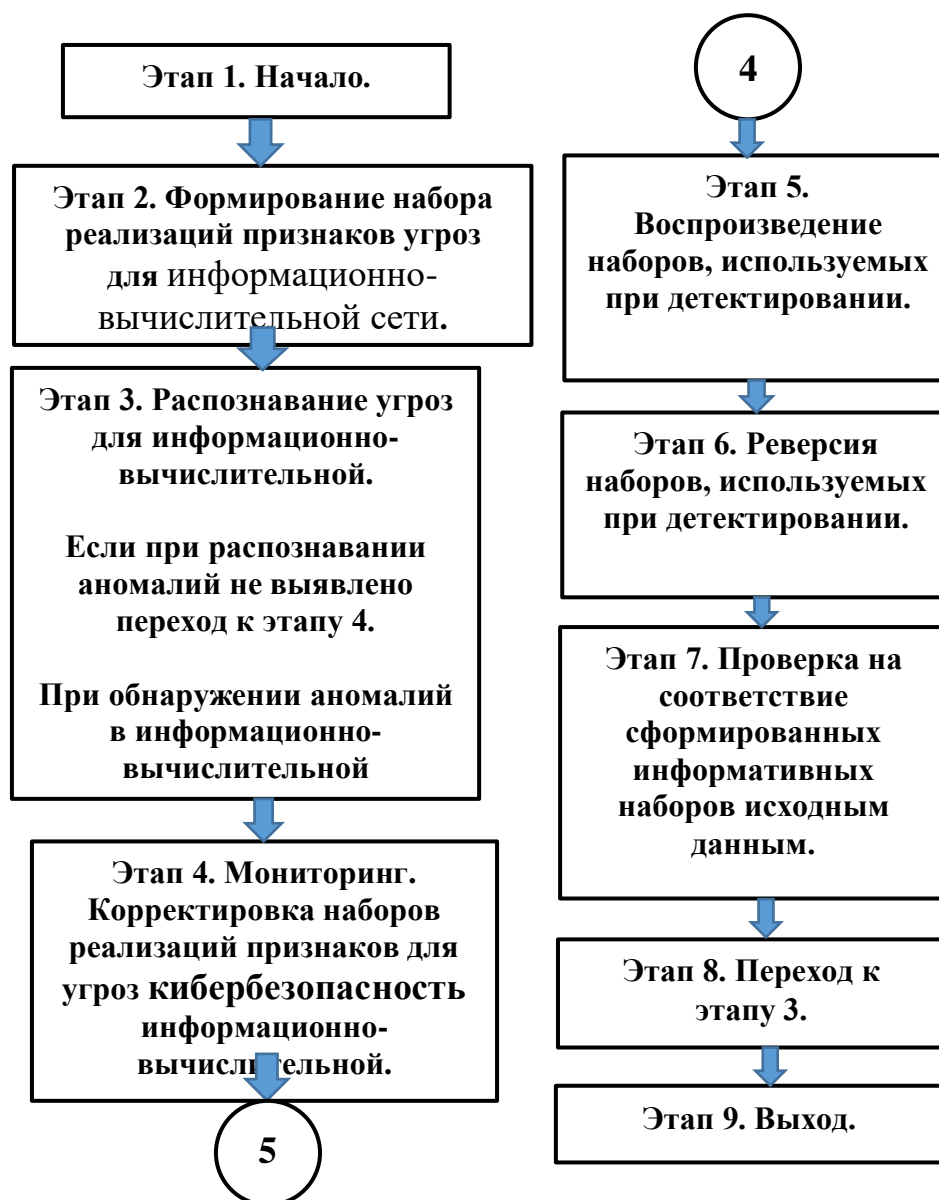 Этап 1. Начало.
Этап 2. Формирование набора
реализаций признаков угроз
для информационно-
вычислительной сети.
Этап 3. Распознавание угроз
для информационно-
вычислительной.
Если при распознавании
аномалий не выявлено
переход к этапу 4.
При обнаружении аномалий
в информационно-
вычислительной
Этап 4. Мониторинг.
Корректировка наборов
реализаций признаков для
угроз кибербезопасность
информационно-
вычислительной.
5
4
Этап 5.
Воспроизведение
наборов, используемых
при детектировании.
Этап 6. Реверсия
наборов, используемых
при детектировании.
Этап 7. Проверка на
соответствие
сформированных
информативных
наборов исходным
данным.
Этап 8. Переход к
этапу 3.
Этап 9. Выход.